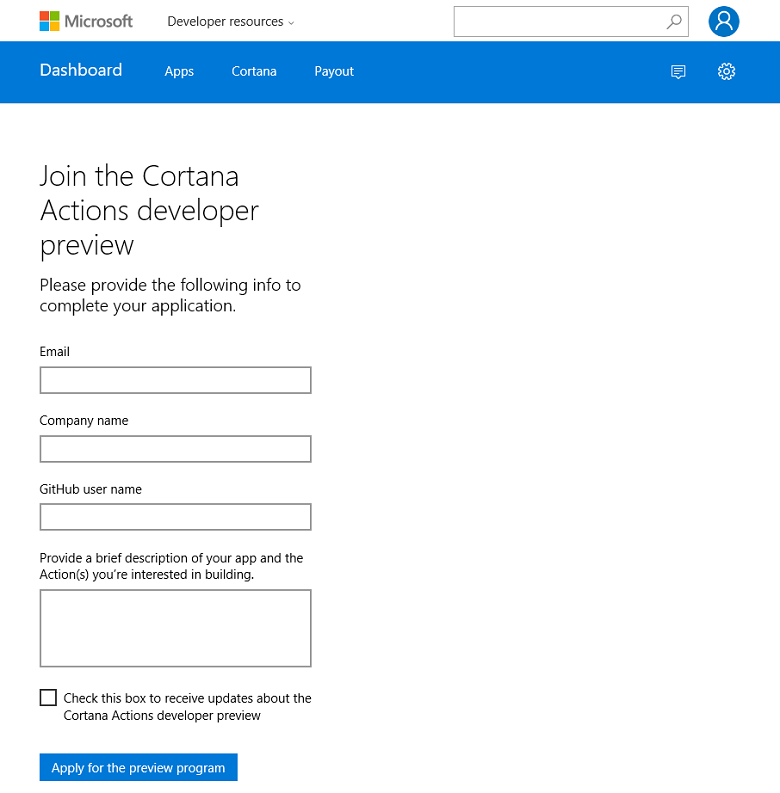 Microsoft Developer resources
Dashboard Apps Cortana Payout
Join the Cortana
Actions developer
preview
Please provide the following info to
complete your application.
Email
Company name
GitHub user name
Provide a brief description of your app and the
Action(s) you're interested in building.
Check this box to receive updates about the
Cortana Actions developer preview
Apply for the preview program